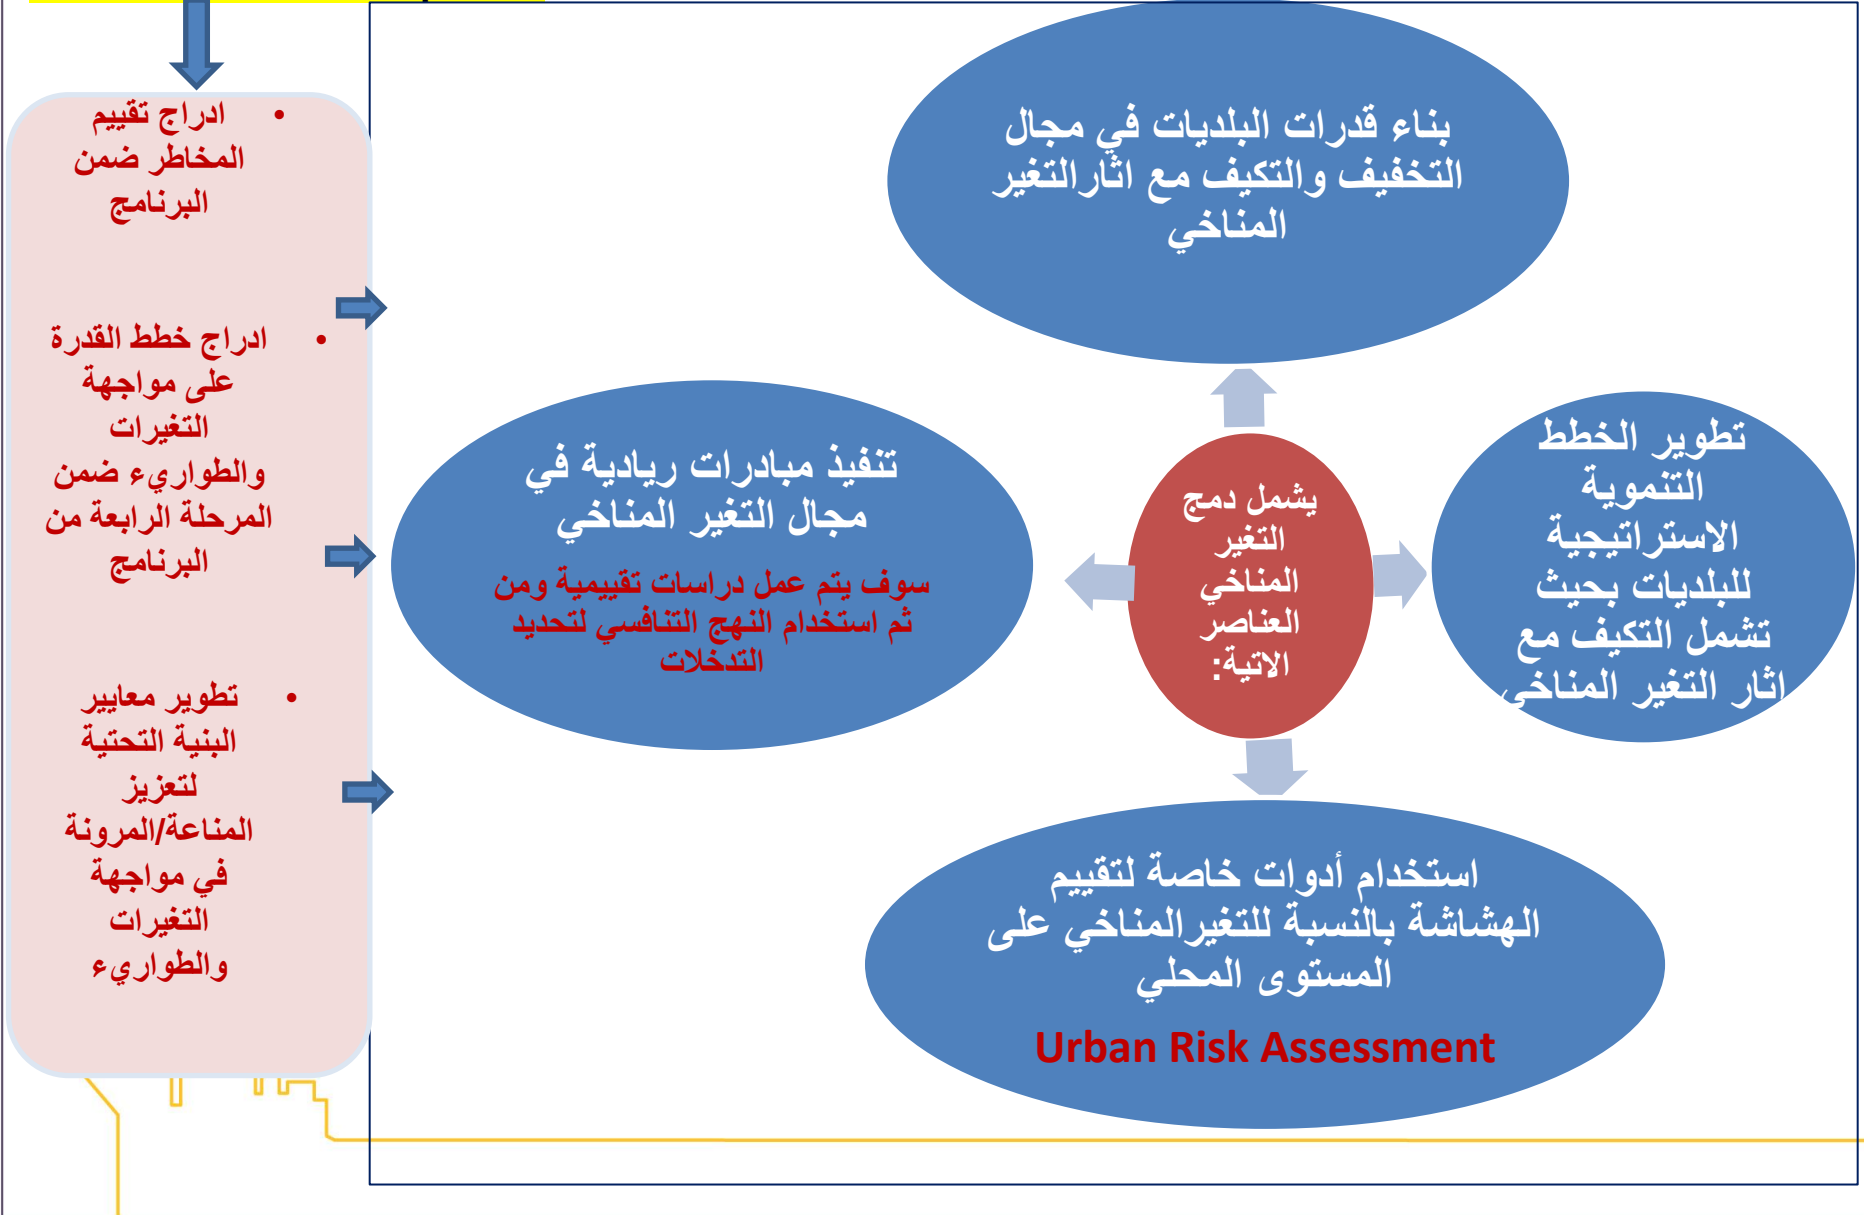 • ادراج تقييم
المخاطر ضمن
البرنامج
• ادراج خطط القدرة
على مواجهة
التغيرات
والطواريء ضمن
المرحلة الرابعة من
البرنامج
• تطوير معايير
البنية التحتية
لتعزيز
المناعة/المرونة
في مواجهة
التغيرات
والطواريء
بناء قدرات البلديات في مجال
التخفيف والتكيف مع اثارالتغير
المناخي
تطوير الخطط
التنموية
الاستراتيجية
للبلديات بحيث
تشمل التكيف مع
اثار التغير المناخي
يشمل دمج
التغير
المناخي
العناصر
الاتية:
تنفيذ مبادرات ريادية في
مجال التغير المناخي
سوف يتم عمل دراسات تقييمية ومن
ثم استخدام النهج التنافسي لتحديد
التدخلات
استخدام أدوات خاصة لتقييم
الهشاشة بالنسبة للتغيرالمناخي على
المستوى المحلي
Urban Risk Assessment